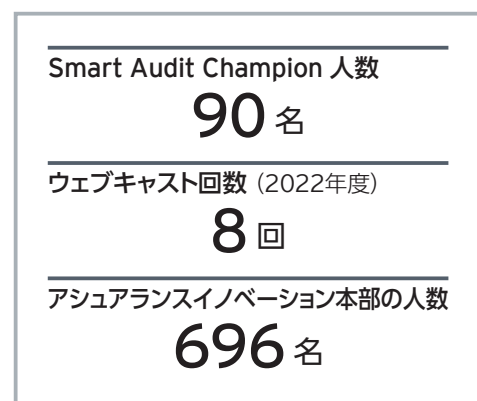 Smart Audit Champion 人数
90 名
ウェブキャスト回数 (2022年度)
8 回
アシュアランスイノベーション本部の人数
696 名